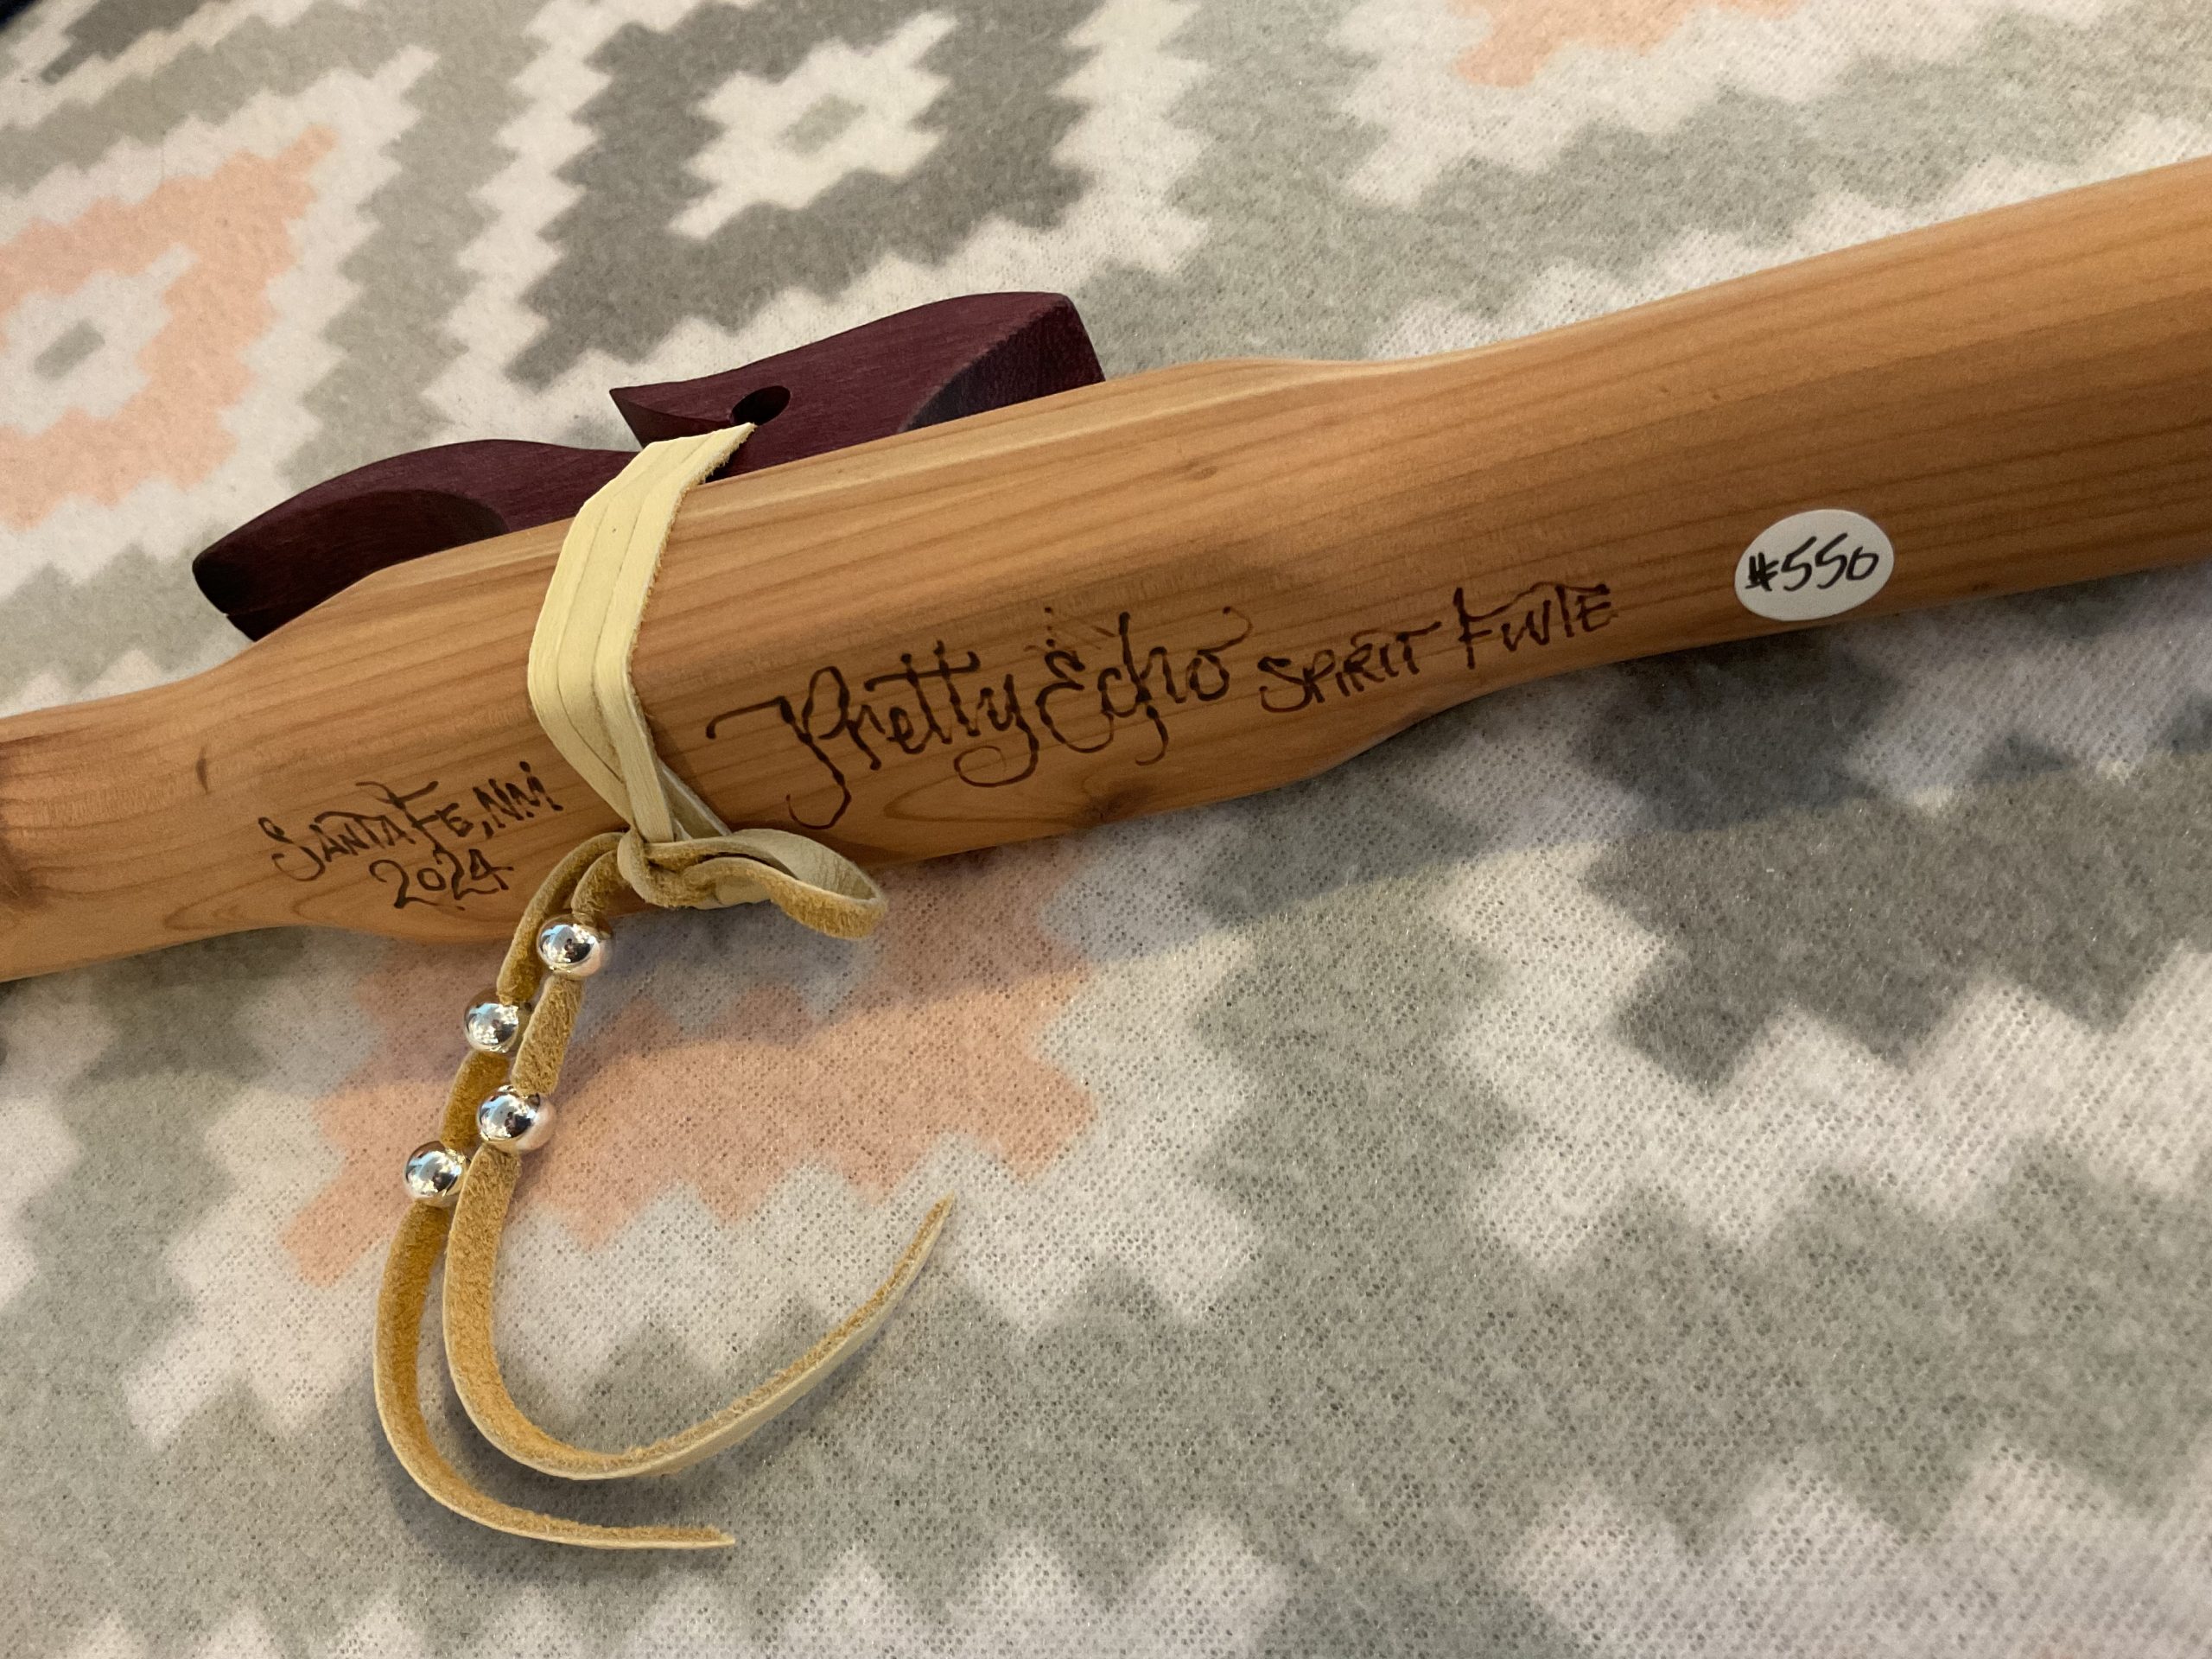 Pretty Echo SPIRIT FLUTE
#550
SANTA FE, NM
2024